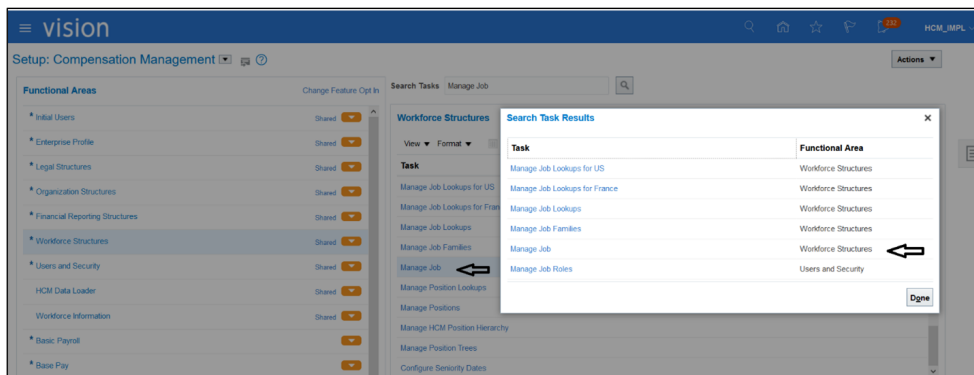 vision
232
HCM_IMPL
Setup: Compensation Management
Actions
Functional Areas
Change Feature Opt In
Search Tasks Manage Job
* Initial Users Shared
* Enterprise Profile Shared
* Legal Structures Shared
* Organization Structures Shared
* Financial Reporting Structures Shared
* Workforce Structures Shared
* Users and Security Shared
HCM Data Loader Shared
Workforce Information Shared
* Basic Payroll
* Base Pay
Workforce Structures
View Format
Task
Manage Job Lookups for US
Manage Job Lookups for Fran
Manage Job Lookups
Manage Job Families
Manage Job
Manage Position Lookups
Manage Positions
Manage HCM Position Hierarchy
Manage Position Trees
Configure Seniority Dates
Search Task Results
Task Functional Area
Manage Job Lookups for US Workforce Structures
Manage Job Lookups for France Workforce Structures
Manage Job Lookups Workforce Structures
Manage Job Families Workforce Structures
Manage Job Workforce Structures
Manage Job Roles Users and Security
Done